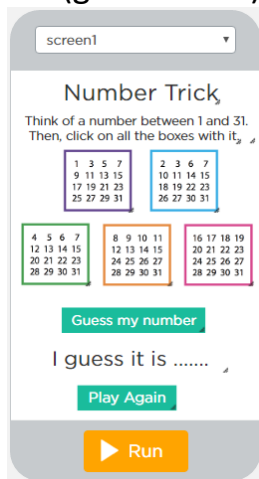 screen1
Number Trick
Think of a number between 1 and 31.
Then, click on all the boxes with it.
1 3 5 7
9 11 13 15
17 19 21 23
25 27 29 31
2 3 6 7
10 11 14 15
18 19 22 23
26 27 30 31
4 5 6 7
12 13 14 15
20 21 22 23
28 29 30 31
8 9 10 11
12 13 14 15
24 25 26 27
28 29 30 31
16 17 18 19
20 21 22 23
24 25 26 27
28 29 30 31
Guess my number
I guess it is .......
Play Again
Run